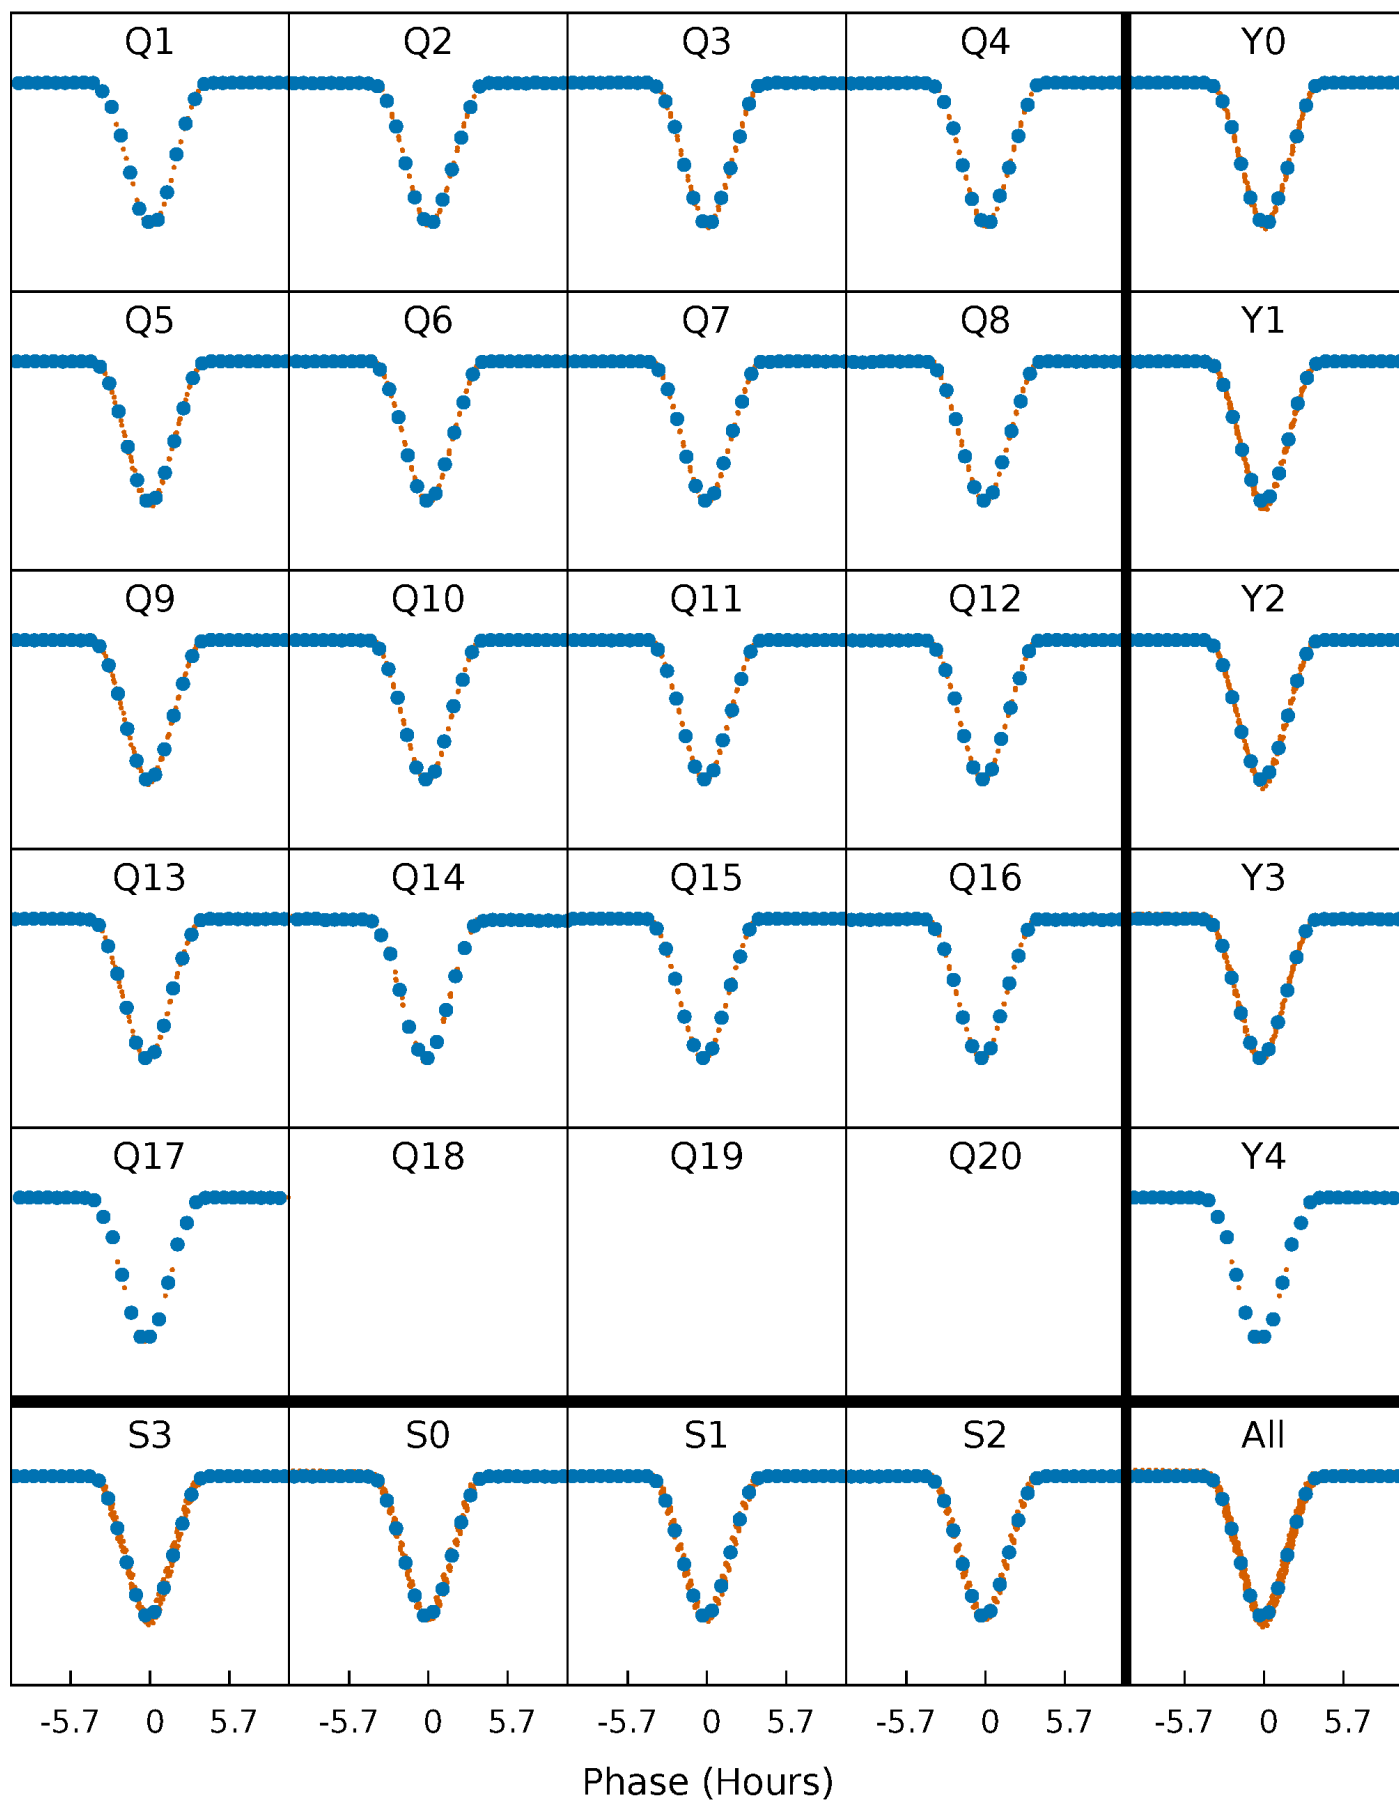 Q1 Q2 Q3 Q4 Y0
Q5 Q6 Q7 Q8 Y1
Q9 Q10 Q11 Q12 Y2
Q13 Q14 Q15 Q16 Y3
Q17 Q18 Q19 Q20 Y4
S3 S0 S1 S2 All
-5.7 0 5.7 -5.7 0 5.7 -5.7 0 5.7 -5.7 0 5.7 -5.7 0 5.7
Phase (Hours)